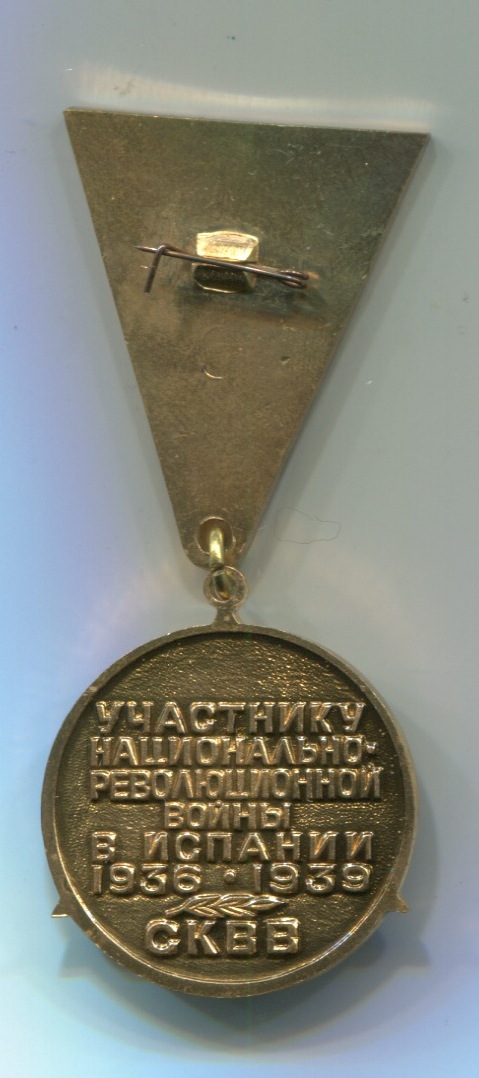 УЧАСТНИКУ
НАЦИОНАЛЬНО-
РЕВОЛЮЦИОННОЙ
ВОЙНЫ
В ИСПАНИИ
1936 • 1939
СКВВ